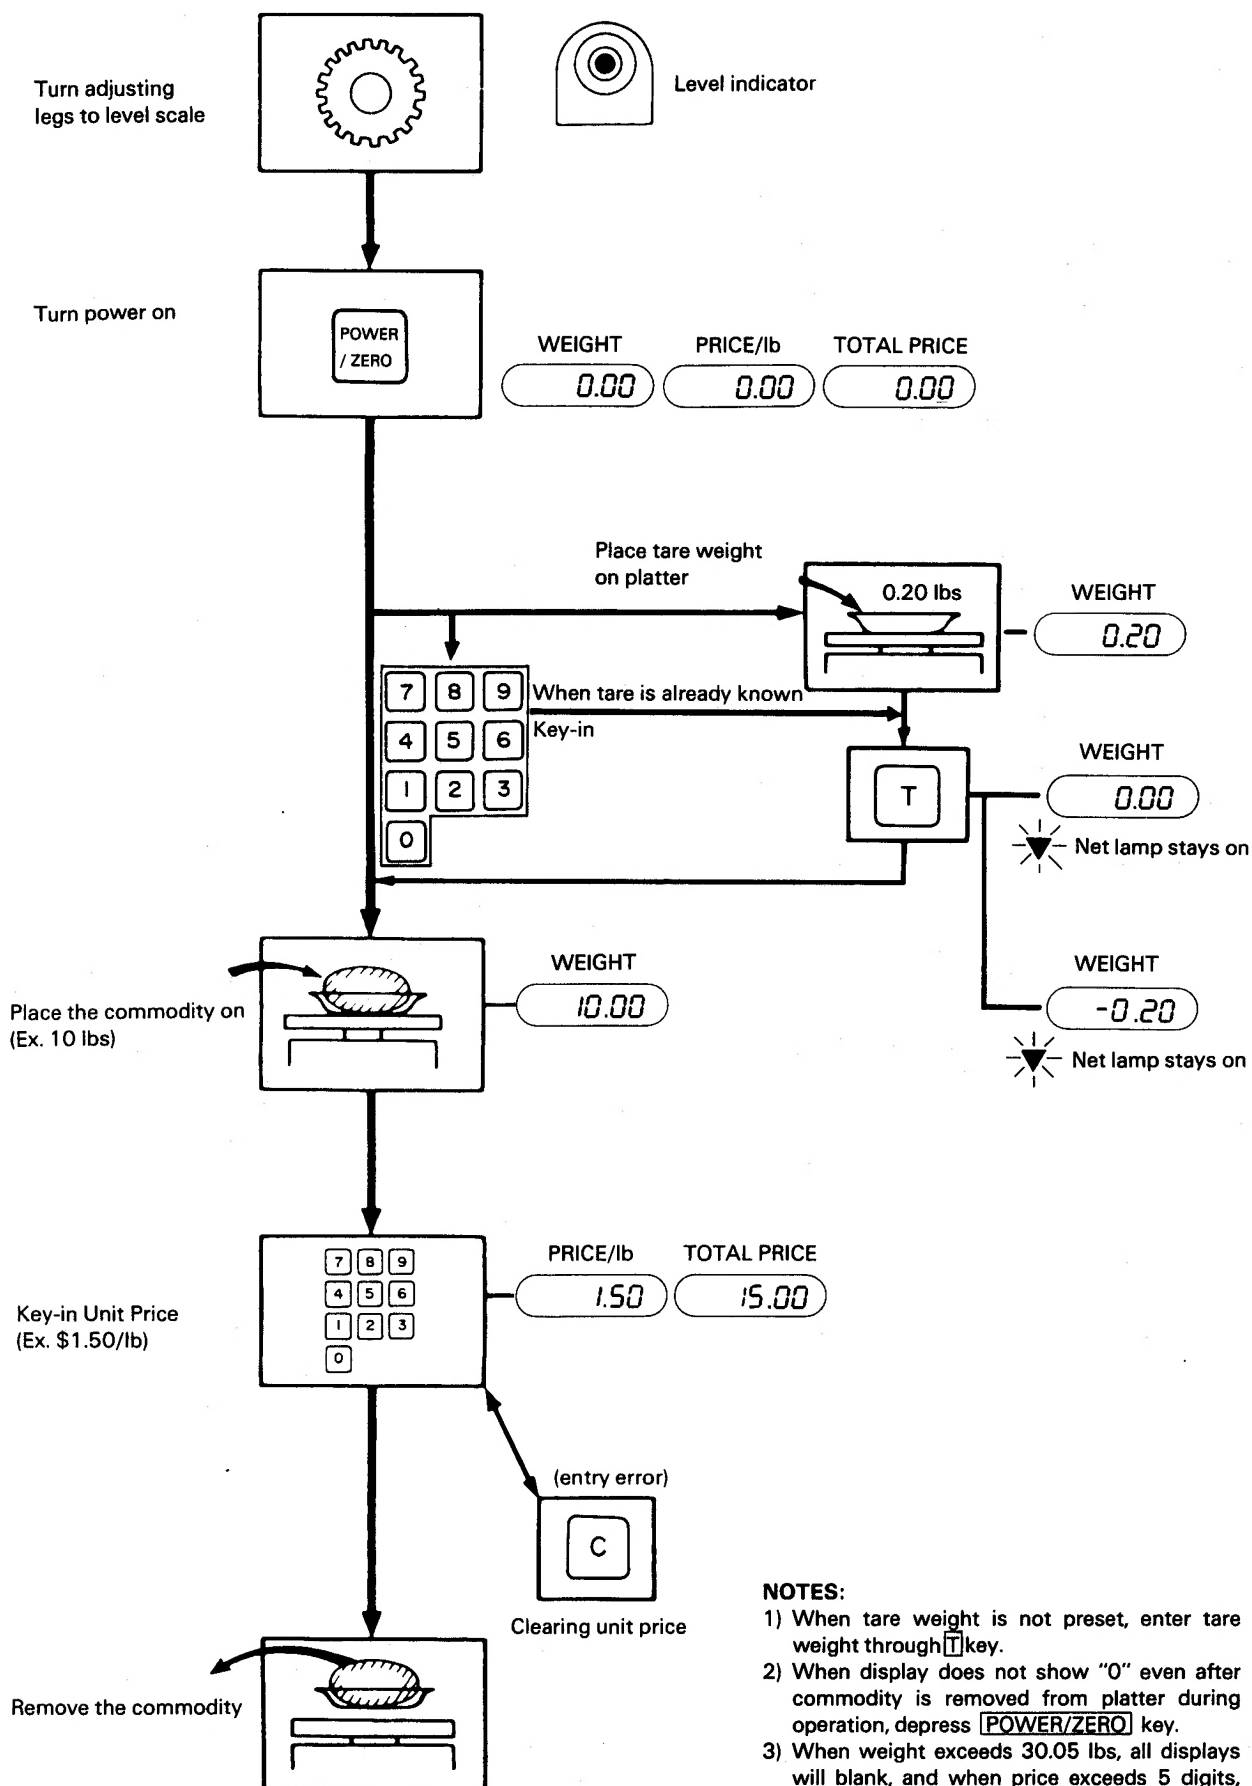 Turn adjusting
legs to level scale
Level indicator
Turn power on
POWER
/ ZERO
WEIGHT PRICE/lb TOTAL PRICE
0.00 0.00 0.00
Place tare weight
on platter
0.20 lbs
WEIGHT
0.20
7 8 9
When tare is already known
4 5 6
Key-in
1 2 3
0
T
WEIGHT
0.00
Net lamp stays on
WEIGHT
-0.20
Net lamp stays on
Place the commodity on
(Ex. 10 lbs)
WEIGHT
10.00
Key-in Unit Price
(Ex. $1.50/lb)
7 8 9
4 5 6
1 2 3
0
PRICE/lb TOTAL PRICE
1.50 15.00
(entry error)
C
Clearing unit price
Remove the commodity
NOTES:
1) When tare weight is not preset, enter tare
weight through T key.
2) When display does not show "0" even after
commodity is removed from platter during
operation, depress POWER/ZERO key.
3) When weight exceeds 30.05 lbs, all displays
will blank, and when price exceeds 5 digits,